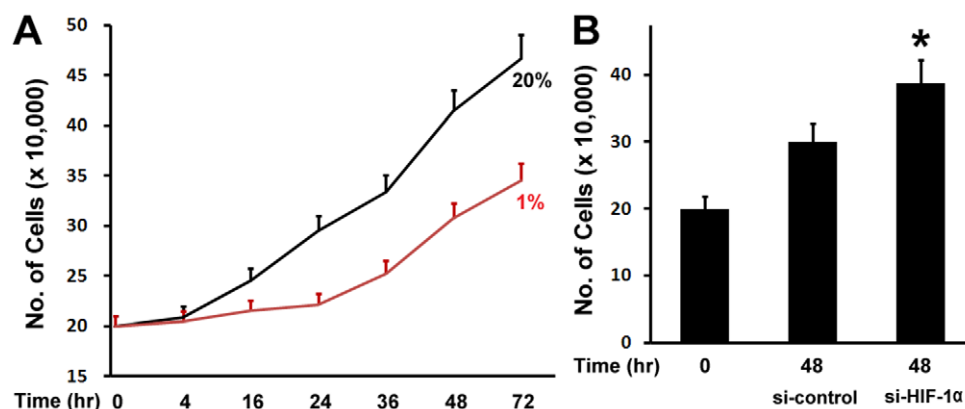 A
No. of Cells (x 10,000)
50
45
40
35
30
25
20
15
20%
1%
Time (hr) 0 4 16 24 36 48 72
B
No. of Cells (x 10,000)
40
30
20
10
0
*
Time (hr) 0 48 48
si-control si-HIF-1α